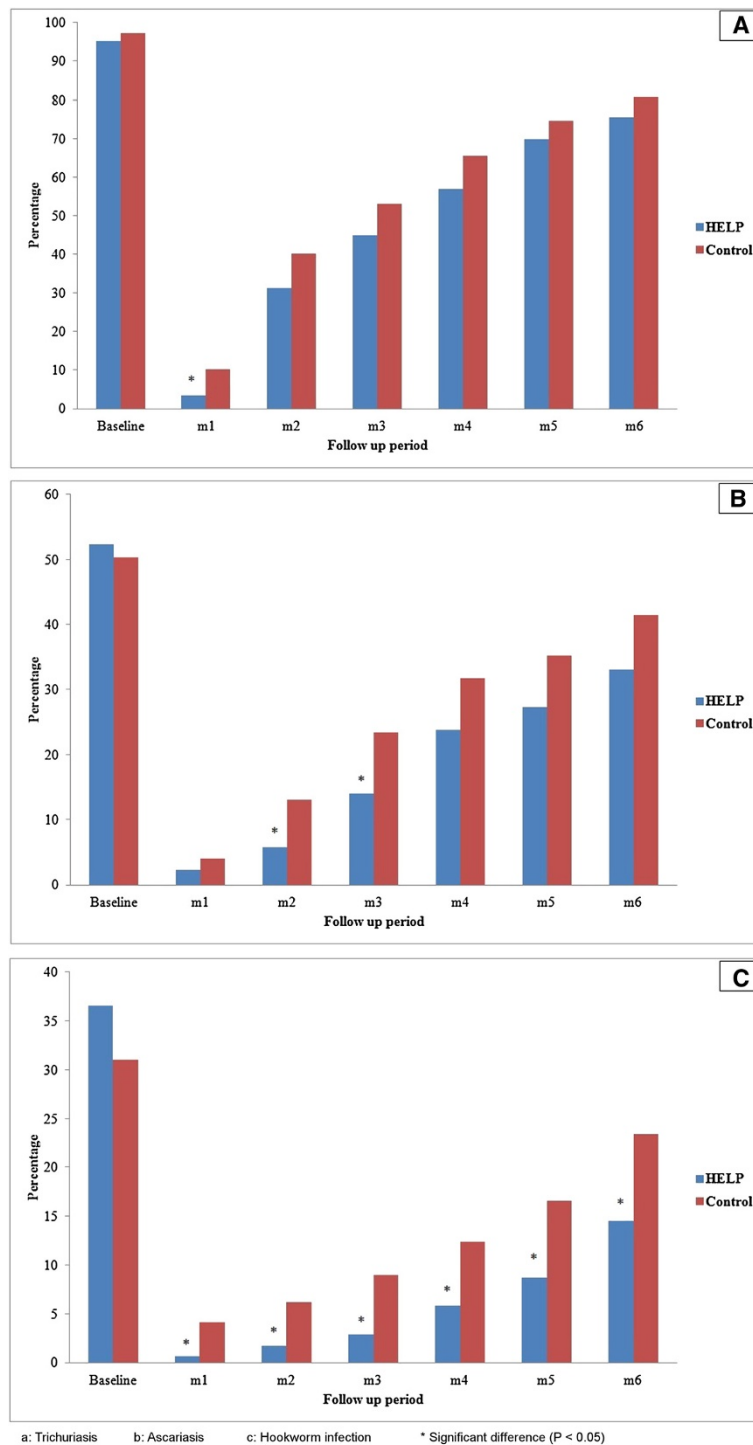 A
100
90
80
70
60
50
40
30
20
10
0
Percentage
*
Baseline m1 m2 m3 m4 m5 m6
Follow up period
HELP
Control
B
60
50
40
30
20
10
0
Percentage
*
*
Baseline m1 m2 m3 m4 m5 m6
Follow up period
HELP
Control
C
40
35
30
25
20
15
10
5
0
Percentage
*
*
*
*
*
*
Baseline m1 m2 m3 m4 m5 m6
Follow up period
HELP
Control
a: Trichuriasis b: Ascariasis c: Hookworm infection * Significant difference (P < 0.05)